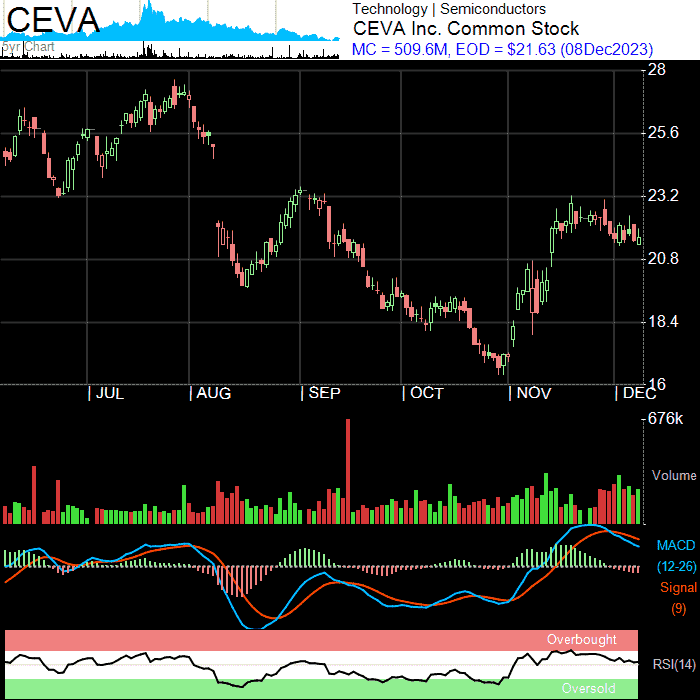 CEVA
5yr Chart
Technology | Semiconductors
CEVA Inc. Common Stock
MC = 509.6M, EOD = $21.63 (08Dec2023)
28
25.6
23.2
20.8
18.4
16
JUL AUG SEP OCT NOV DEC
676k
Volume
MACD
(12-26)
Signal
(9)
Overbought
RSI(14)
Oversold